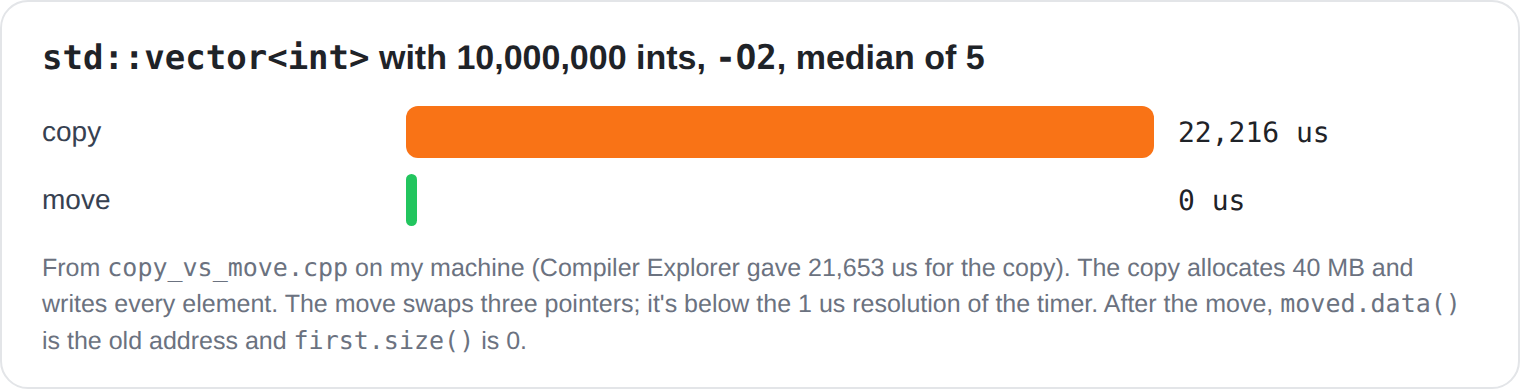 std::vector<int> with 10,000,000 ints, -O2, median of 5
copy 22,216 us
move 0 us
From copy_vs_move.cpp on my machine (Compiler Explorer gave 21,653 us for the copy). The copy allocates 40 MB and
writes every element. The move swaps three pointers; it's below the 1 us resolution of the timer. After the move, moved.data()
is the old address and first.size() is 0.